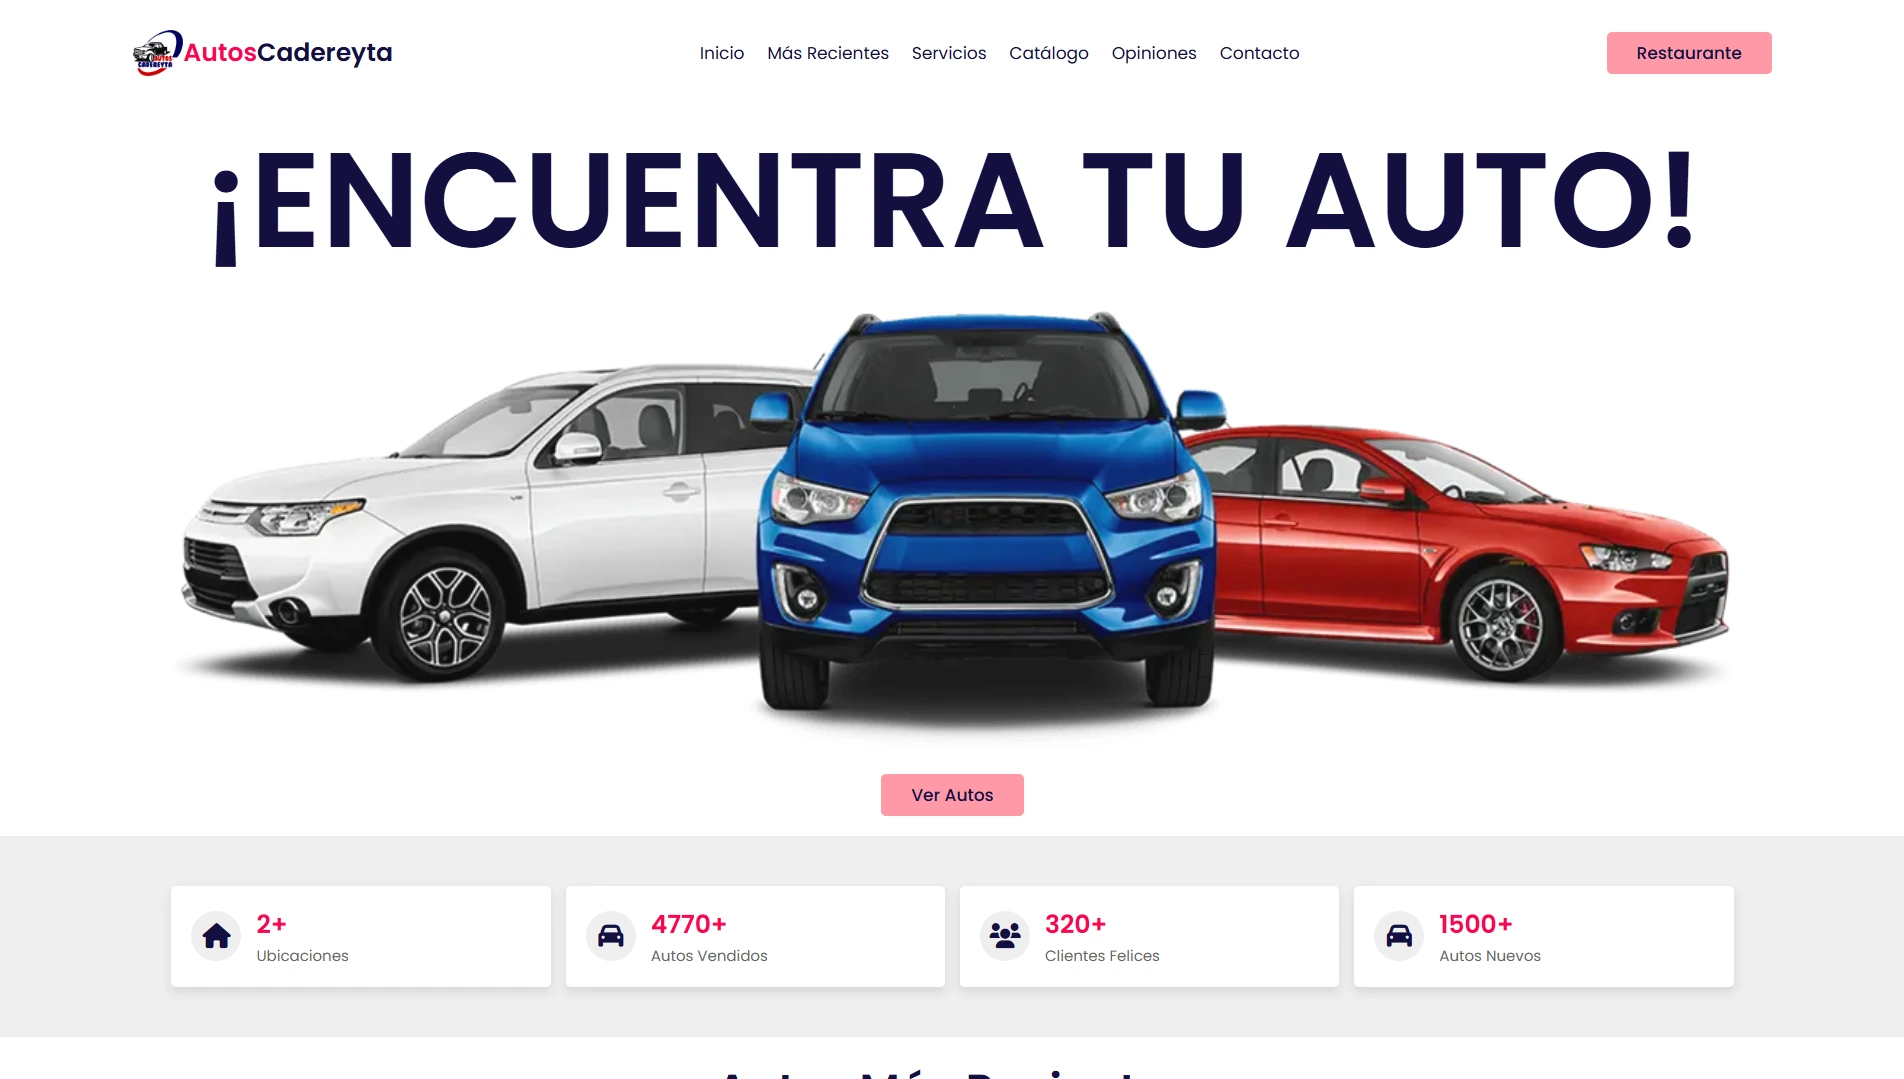 AUTOS
CADEREYTA
AutosCadereyta
Inicio
Más Recientes
Servicios
Catálogo
Opiniones
Contacto
Restaurante
¡ENCUENTRA TU AUTO!
Ver Autos
2+
Ubicaciones
4770+
Autos Vendidos
320+
Clientes Felices
1500+
Autos Nuevos